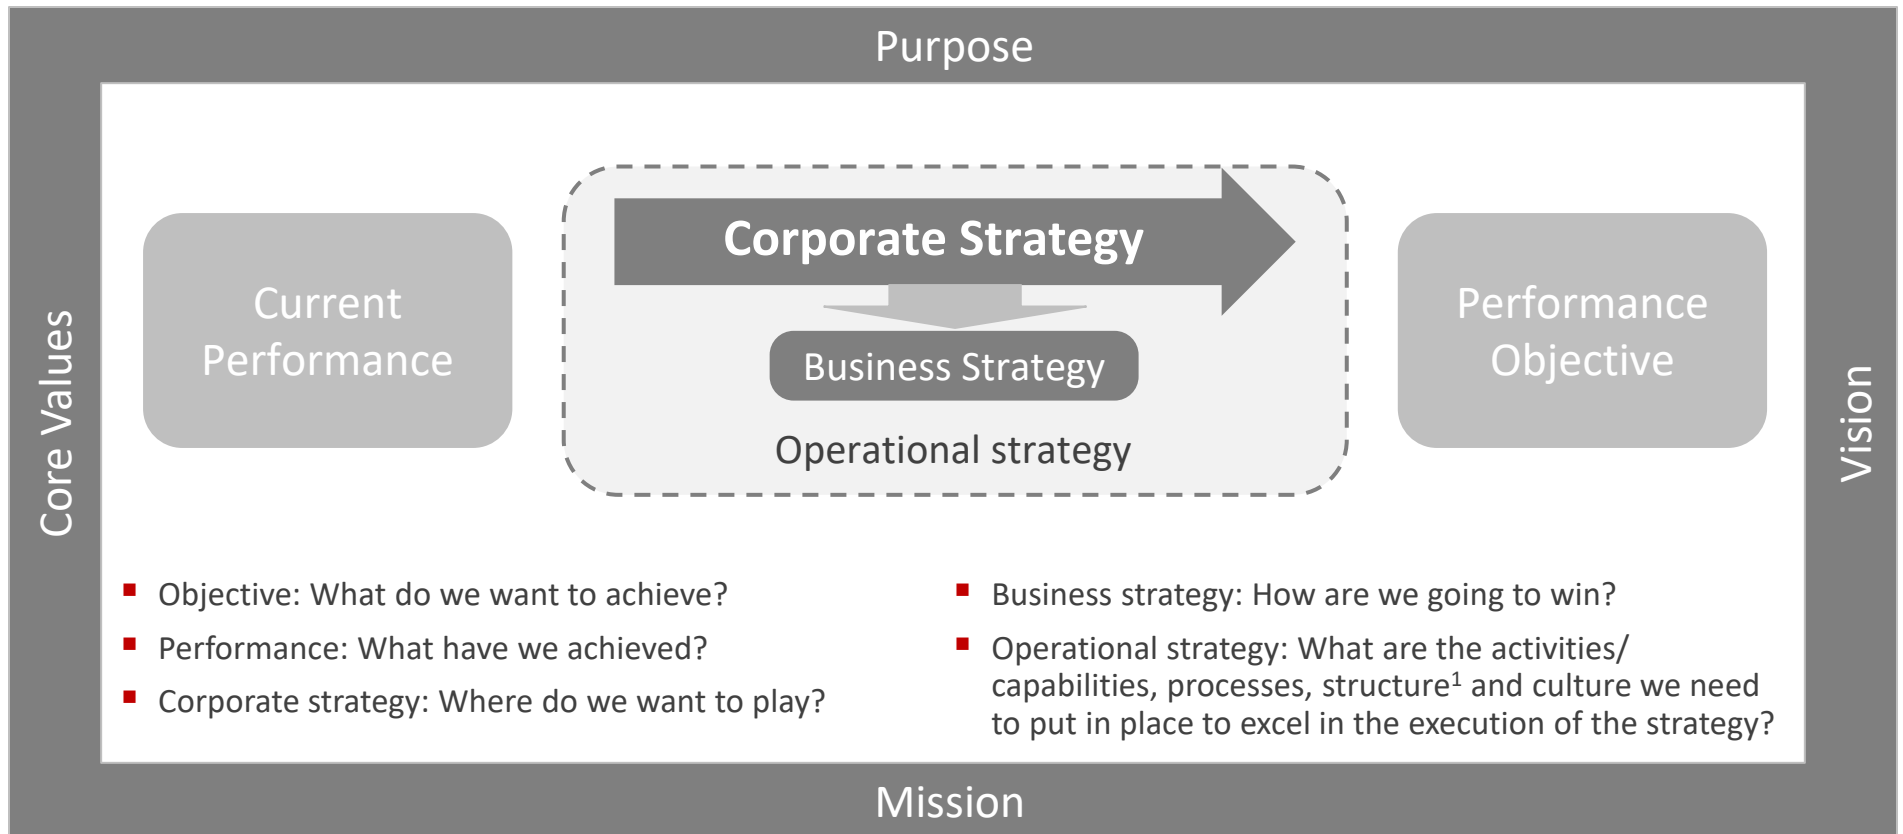 Purpose
Core Values
Current
Performance
Corporate Strategy
Business Strategy
Operational strategy
Performance
Objective
Vision
▪ Objective: What do we want to achieve?
▪ Performance: What have we achieved?
▪ Corporate strategy: Where do we want to play?
▪ Business strategy: How are we going to win?
▪ Operational strategy: What are the activities/
capabilities, processes, structure¹ and culture we need
to put in place to excel in the execution of the strategy?
Mission